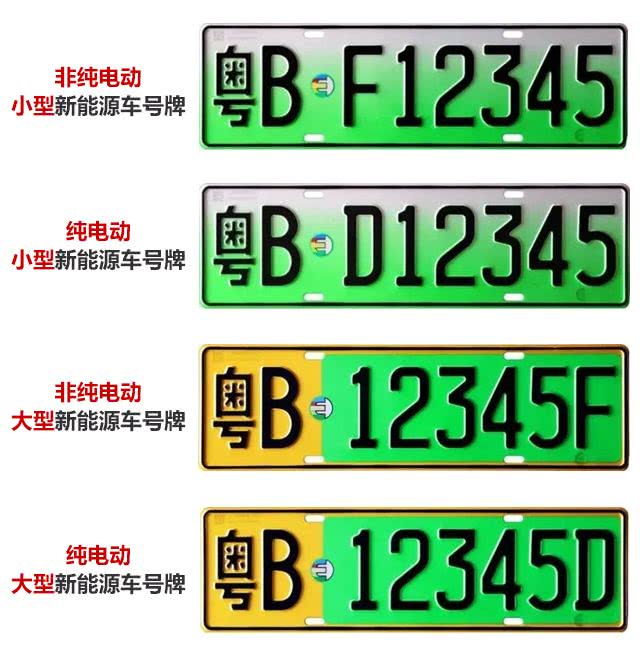 非纯电动
小型新能源车号牌
粤B F12345
纯电动
小型新能源车号牌
粤B D12345
非纯电动
大型新能源车号牌
粤B 12345F
纯电动
大型新能源车号牌
粤B 12345D